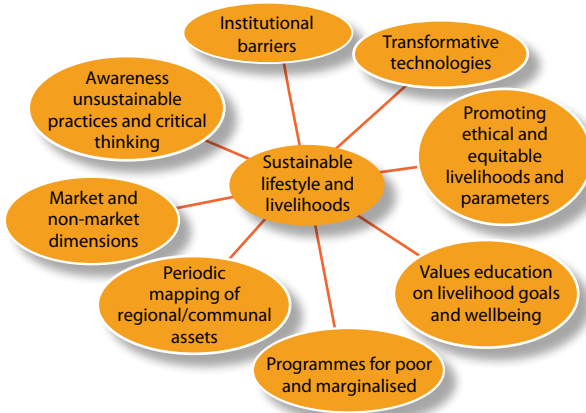 Institutional
barriers
Transformative
technologies
Awareness
unsustainable
practices and critical
thinking
Promoting
ethical and
equitable
livelihoods and
parameters
Sustainable
lifestyle and
livelihoods
Market and
non-market
dimensions
Values education
on livelihood goals
and wellbeing
Periodic
mapping of
regional/communal
assets
Programmes for poor
and marginalised